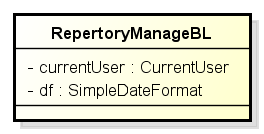 RepertoryManageBL
- currentUser : CurrentUser
- df : SimpleDateFormat